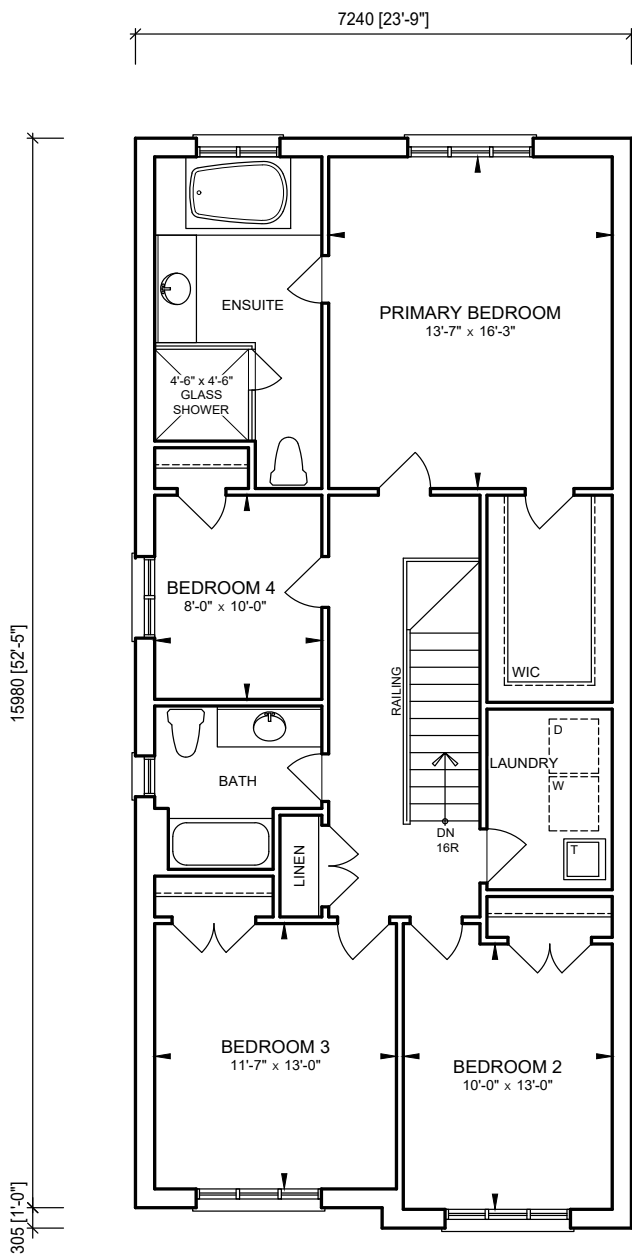 7240 [23'-9"]
15980 [52'-5"]
305 [1'-0"]
ENSUITE
PRIMARY BEDROOM
13'-7" x 16'-3"
4'-6" x 4'-6"
GLASS
SHOWER
BEDROOM 4
8'-0" x 10'-0"
RAILING
WIC
D
LAUNDRY
W
BATH
DN
16R
T
LINEN
BEDROOM 3
11'-7" x 13'-0"
BEDROOM 2
10'-0" x 13'-0"